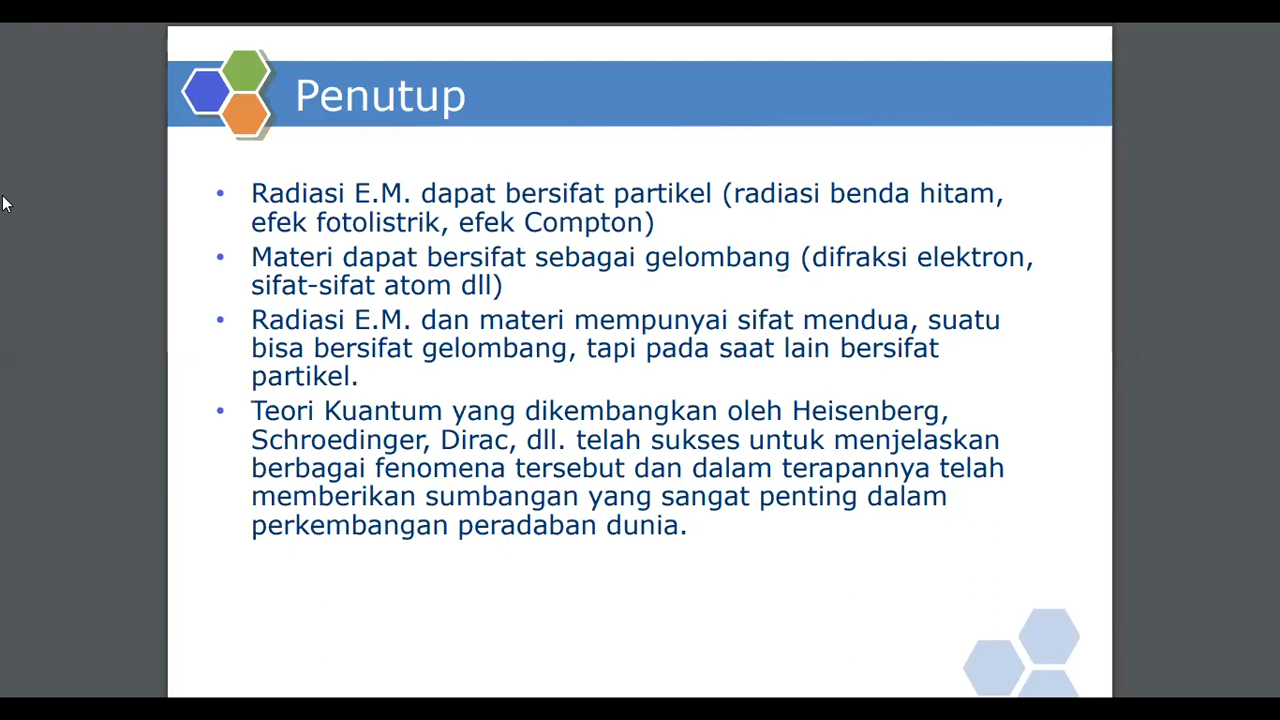 Penutup
• Radiasi E.M. dapat bersifat partikel (radiasi benda hitam,
efek fotolistrik, efek Compton)
• Materi dapat bersifat sebagai gelombang (difraksi elektron,
sifat-sifat atom dll)
• Radiasi E.M. dan materi mempunyai sifat mendua, suatu
bisa bersifat gelombang, tapi pada saat lain bersifat
partikel.
• Teori Kuantum yang dikembangkan oleh Heisenberg,
Schroedinger, Dirac, dll. telah sukses untuk menjelaskan
berbagai fenomena tersebut dan dalam terapannya telah
memberikan sumbangan yang sangat penting dalam
perkembangan peradaban dunia.